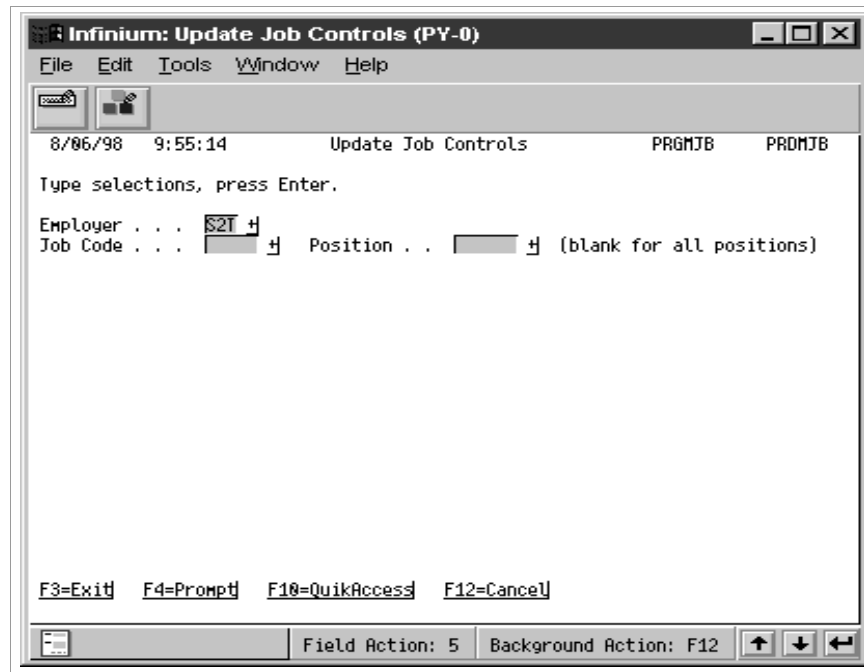 Infinium: Update Job Controls (PY-0)
File Edit Tools Window Help
8/06/98 9:55:14 Update Job Controls PRGMJB PRDMJB
Type selections, press Enter.
Employer . . . S2T +
Job Code . . . + Position . . + (blank for all positions)
F3=Exit F4=Prompt F10=QuikAccess F12=Cancel
Field Action: 5 Background Action: F12